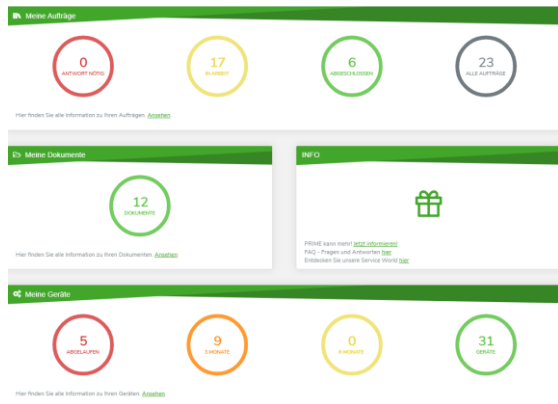 Meine Aufträge
0
ANTWORT NÖTIG
17
IN ARBEIT
6
ABGESCHLOSSEN
23
ALLE AUFTRÄGE
Hier finden Sie alle Information zu Ihren Aufträgen. Ansehen
Meine Dokumente
12
DOKUMENTE
Hier finden Sie alle Information zu Ihren Dokumenten. Ansehen
INFO
PRIME kann mehr! Jetzt informieren!
FAQ - Fragen und Antworten hier
Entdecken Sie unsere Service World hier
Meine Geräte
5
ABGELAUFEN
9
3 MONATE
0
6 MONATE
31
GERÄTE
Hier finden Sie alle Information zu Ihren Geräten. Ansehen